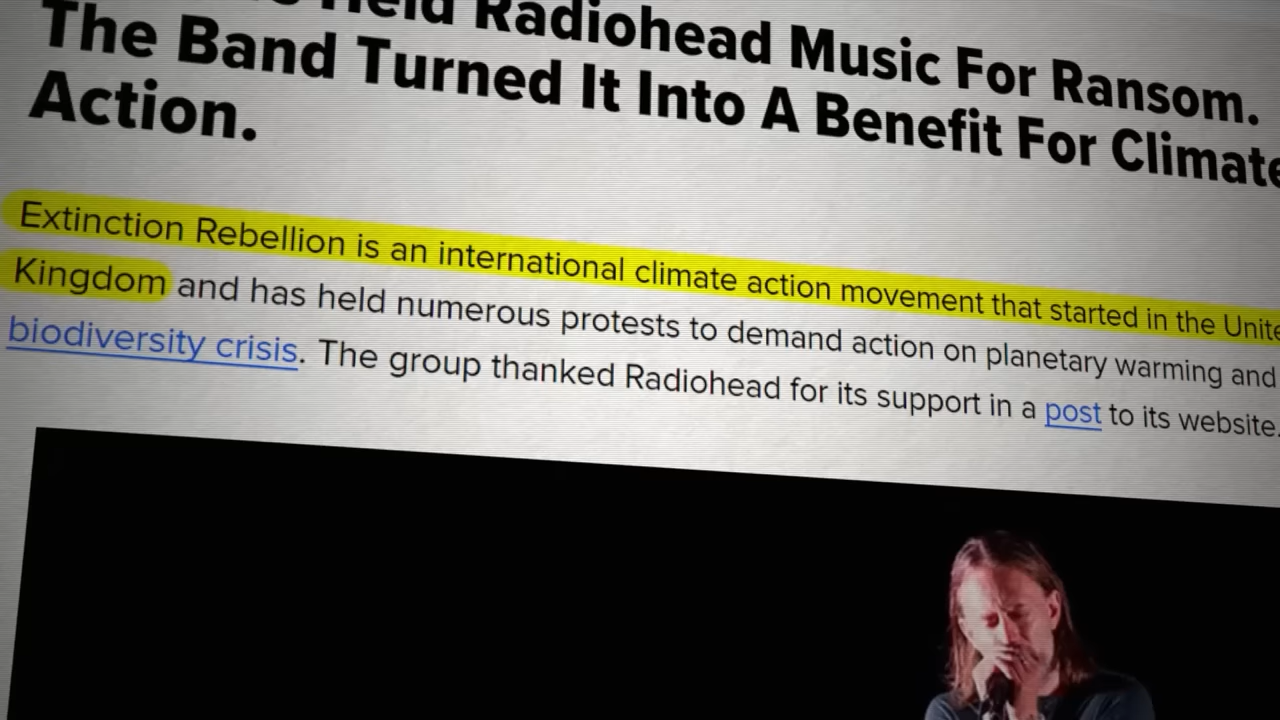 Held Radiohead Music For Ransom.
The Band Turned It Into A Benefit For Climate
Action.
Extinction Rebellion is an international climate action movement that started in the Unite
Kingdom and has held numerous protests to demand action on planetary warming and
biodiversity crisis. The group thanked Radiohead for its support in a post to its website.